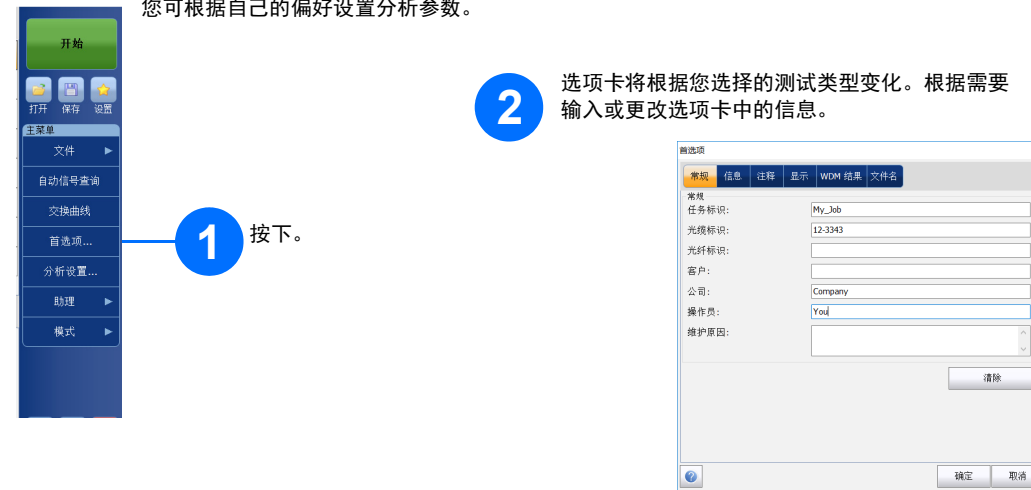 您可根据自己的偏好设置分析参数。
开始
打开 保存 设置
主菜单
文件
自动信号查询
交换曲线
首选项...
分析设置...
助理
模式
1
按下。
2
选项卡将根据您选择的测试类型变化。根据需要
输入或更改选项卡中的信息。
首选项
常规 信息 注释 显示 WDM 结果 文件名
常规
任务标识: My_Job
光缆标识: 12-3343
光纤标识:
客户:
公司: Company
操作员: You
维护原因:
清除
确定 取消